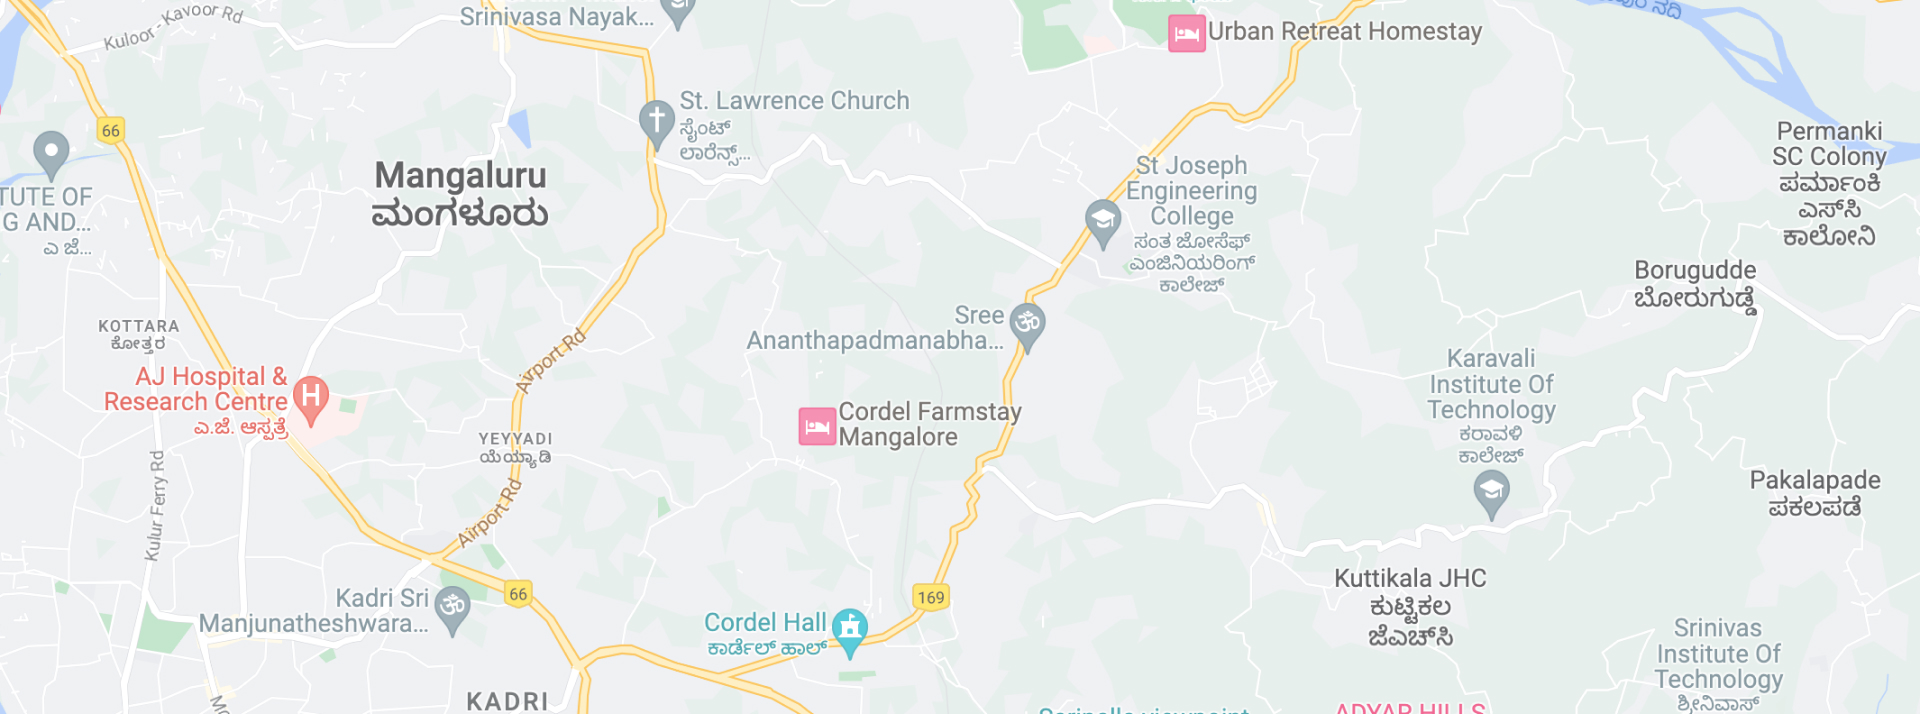 Kuloor - Kavoor Rd
Srinivasa Nayak...
Urban Retreat Homestay
66
St. Lawrence Church
ಸೈಂಟ್
ಲಾರೆನ್ಸ್...
Mangaluru
ಮಂಗಳೂರು
TUTE OF
G AND...
ಎ ಜೆ...
St Joseph
Engineering
College
ಸಂತ ಜೋಸೆಫ್
ಎಂಜಿನಿಯರಿಂಗ್
ಕಾಲೇಜ್
Permanki
SC Colony
ಪರ್ಮಾಂಕಿ
ಎಸ್‌ಸಿ
ಕಾಲೋನಿ
Borugudde
ಬೋರುಗುಡ್ಡೆ
KOTTARA
ಕೋತ್ತರ
Sree
Ananthapadmanabha...
Airport Rd
AJ Hospital &
Research Centre
ಎ.ಜೆ. ಆಸ್ಪತ್ರೆ
Karavali
Institute Of
Technology
ಕರಾವಳಿ
ಕಾಲೇಜ್
Cordel Farmstay
Mangalore
YEYYADI
ಯೆಯ್ಯಾಡಿ
Kulur Ferry Rd
Airport Rd
Pakalapade
ಪಕಲಪಡೆ
Kadri Sri
Manjunatheshwara...
66
169
Cordel Hall
ಕಾರ್ಡೆಲ್ ಹಾಲ್
Kuttikala JHC
ಕುಟ್ಟಿಕಲ
ಜೆಎಚ್‌ಸಿ
Srinivas
Institute Of
Technology
ಶ್ರೀನಿವಾಸ್
KADRI
ADYAR HILLS